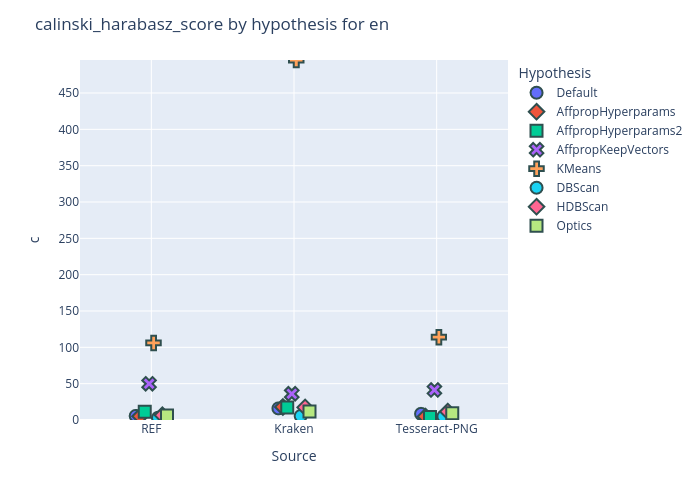 calinski_harabasz_score by hypothesis for en
c
450
400
350
300
250
200
150
100
50
0
REF
Kraken
Tesseract-PNG
Source
Hypothesis
Default
AffpropHyperparams
AffpropHyperparams2
AffpropKeepVectors
KMeans
DBScan
HDBScan
Optics